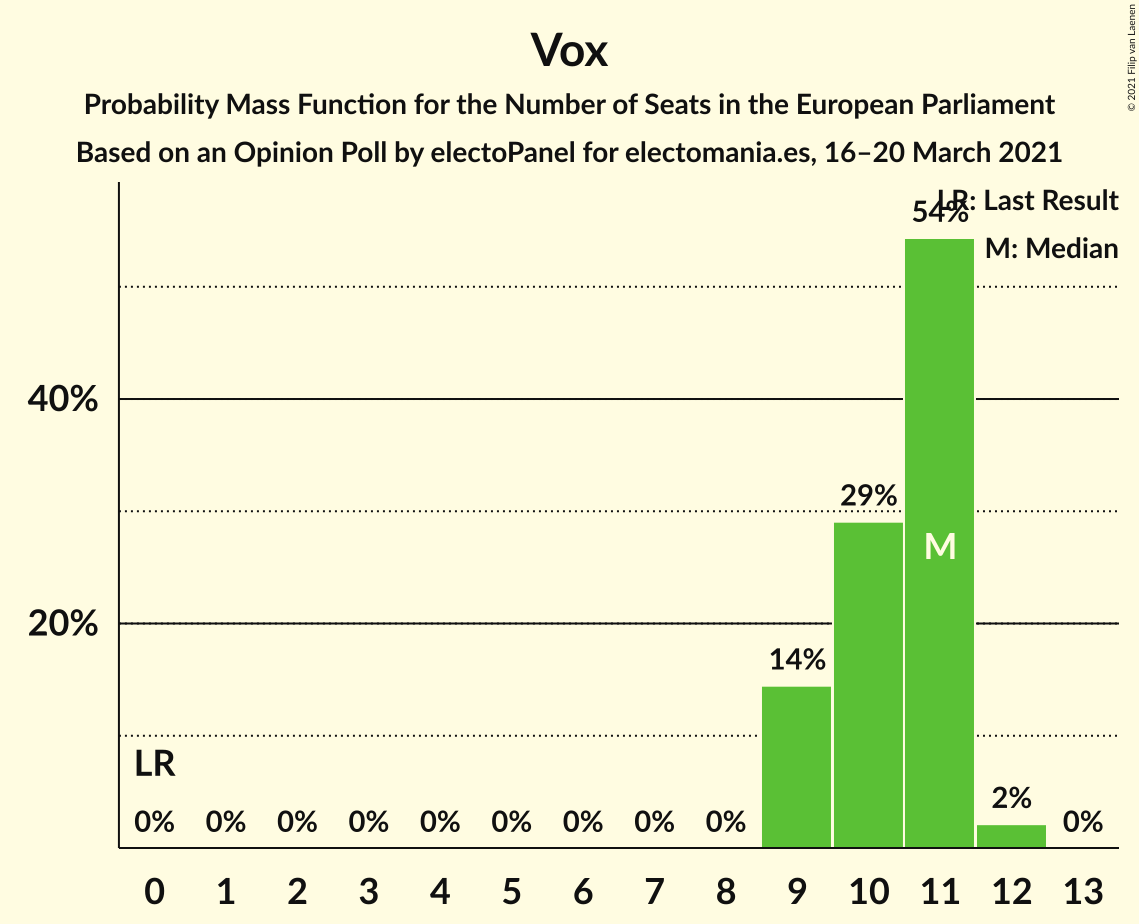 Vox
Probability Mass Function for the Number of Seats in the European Parliament
Based on an Opinion Poll by electoPanel for electomania.es, 16–20 March 2021
© 2021 Filip van Laenen
LR: Last Result
M: Median
54%
40%
29%
M
20%
14%
LR
2%
0% 0% 0% 0% 0% 0% 0% 0% 0% 0%
0 1 2 3 4 5 6 7 8 9 10 11 12 13